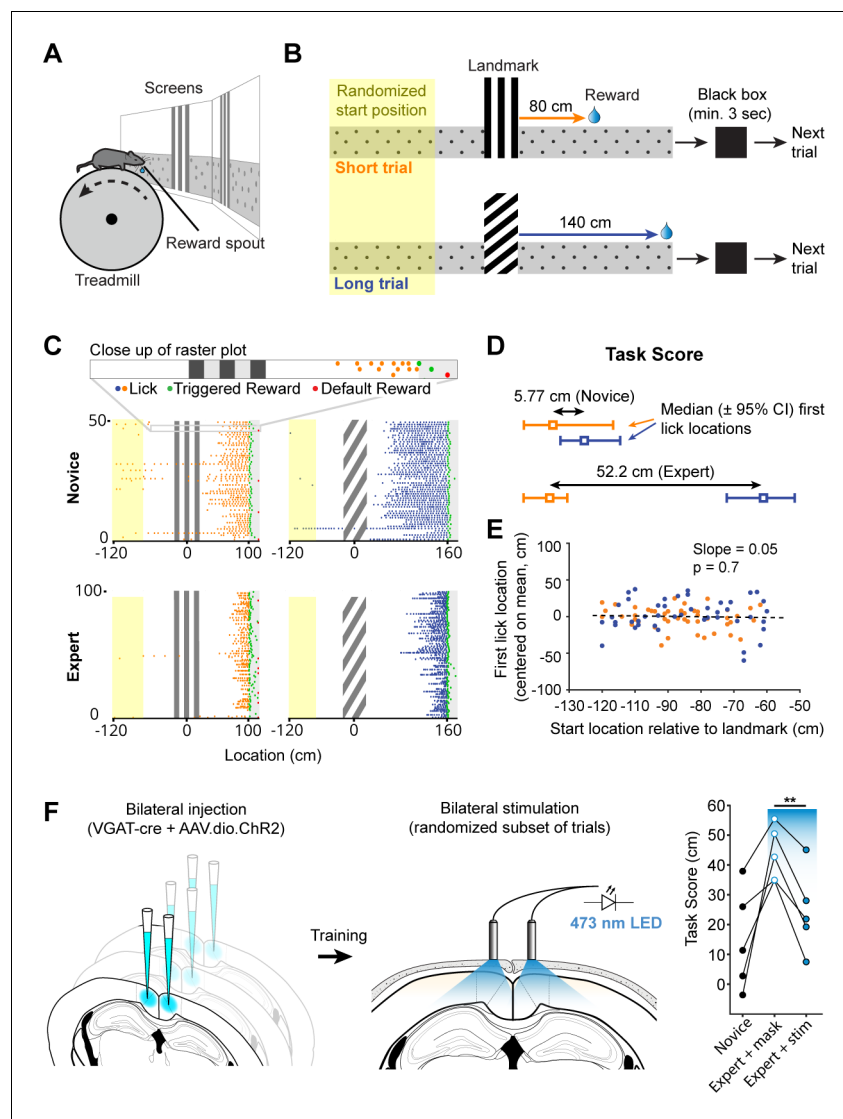 A
Screens
Reward spout
Treadmill
B
Randomized
start position
Landmark
80 cm
Reward
Black box
(min. 3 sec)
Next
trial
Short trial
140 cm
Next
trial
Long trial
C
Close up of raster plot
Lick
Triggered Reward
Default Reward
Novice
50
0
-120
0
100
-120
0
160
Expert
100
0
-120
0
100
-120
0
160
Location (cm)
D
Task Score
5.77 cm (Novice)
Median (± 95% CI) first
lick locations
52.2 cm (Expert)
E
Slope = 0.05
p = 0.7
First lick location
(centered on mean, cm)
100
50
0
-50
-100
-130
-110
-90
-70
-50
Start location relative to landmark (cm)
F
Bilateral injection
(VGAT-cre + AAV.dio.ChR2)
Training
Bilateral stimulation
(randomized subset of trials)
473 nm LED
**
Task Score (cm)
60
50
40
30
20
10
0
Novice
Expert + mask
Expert + stim